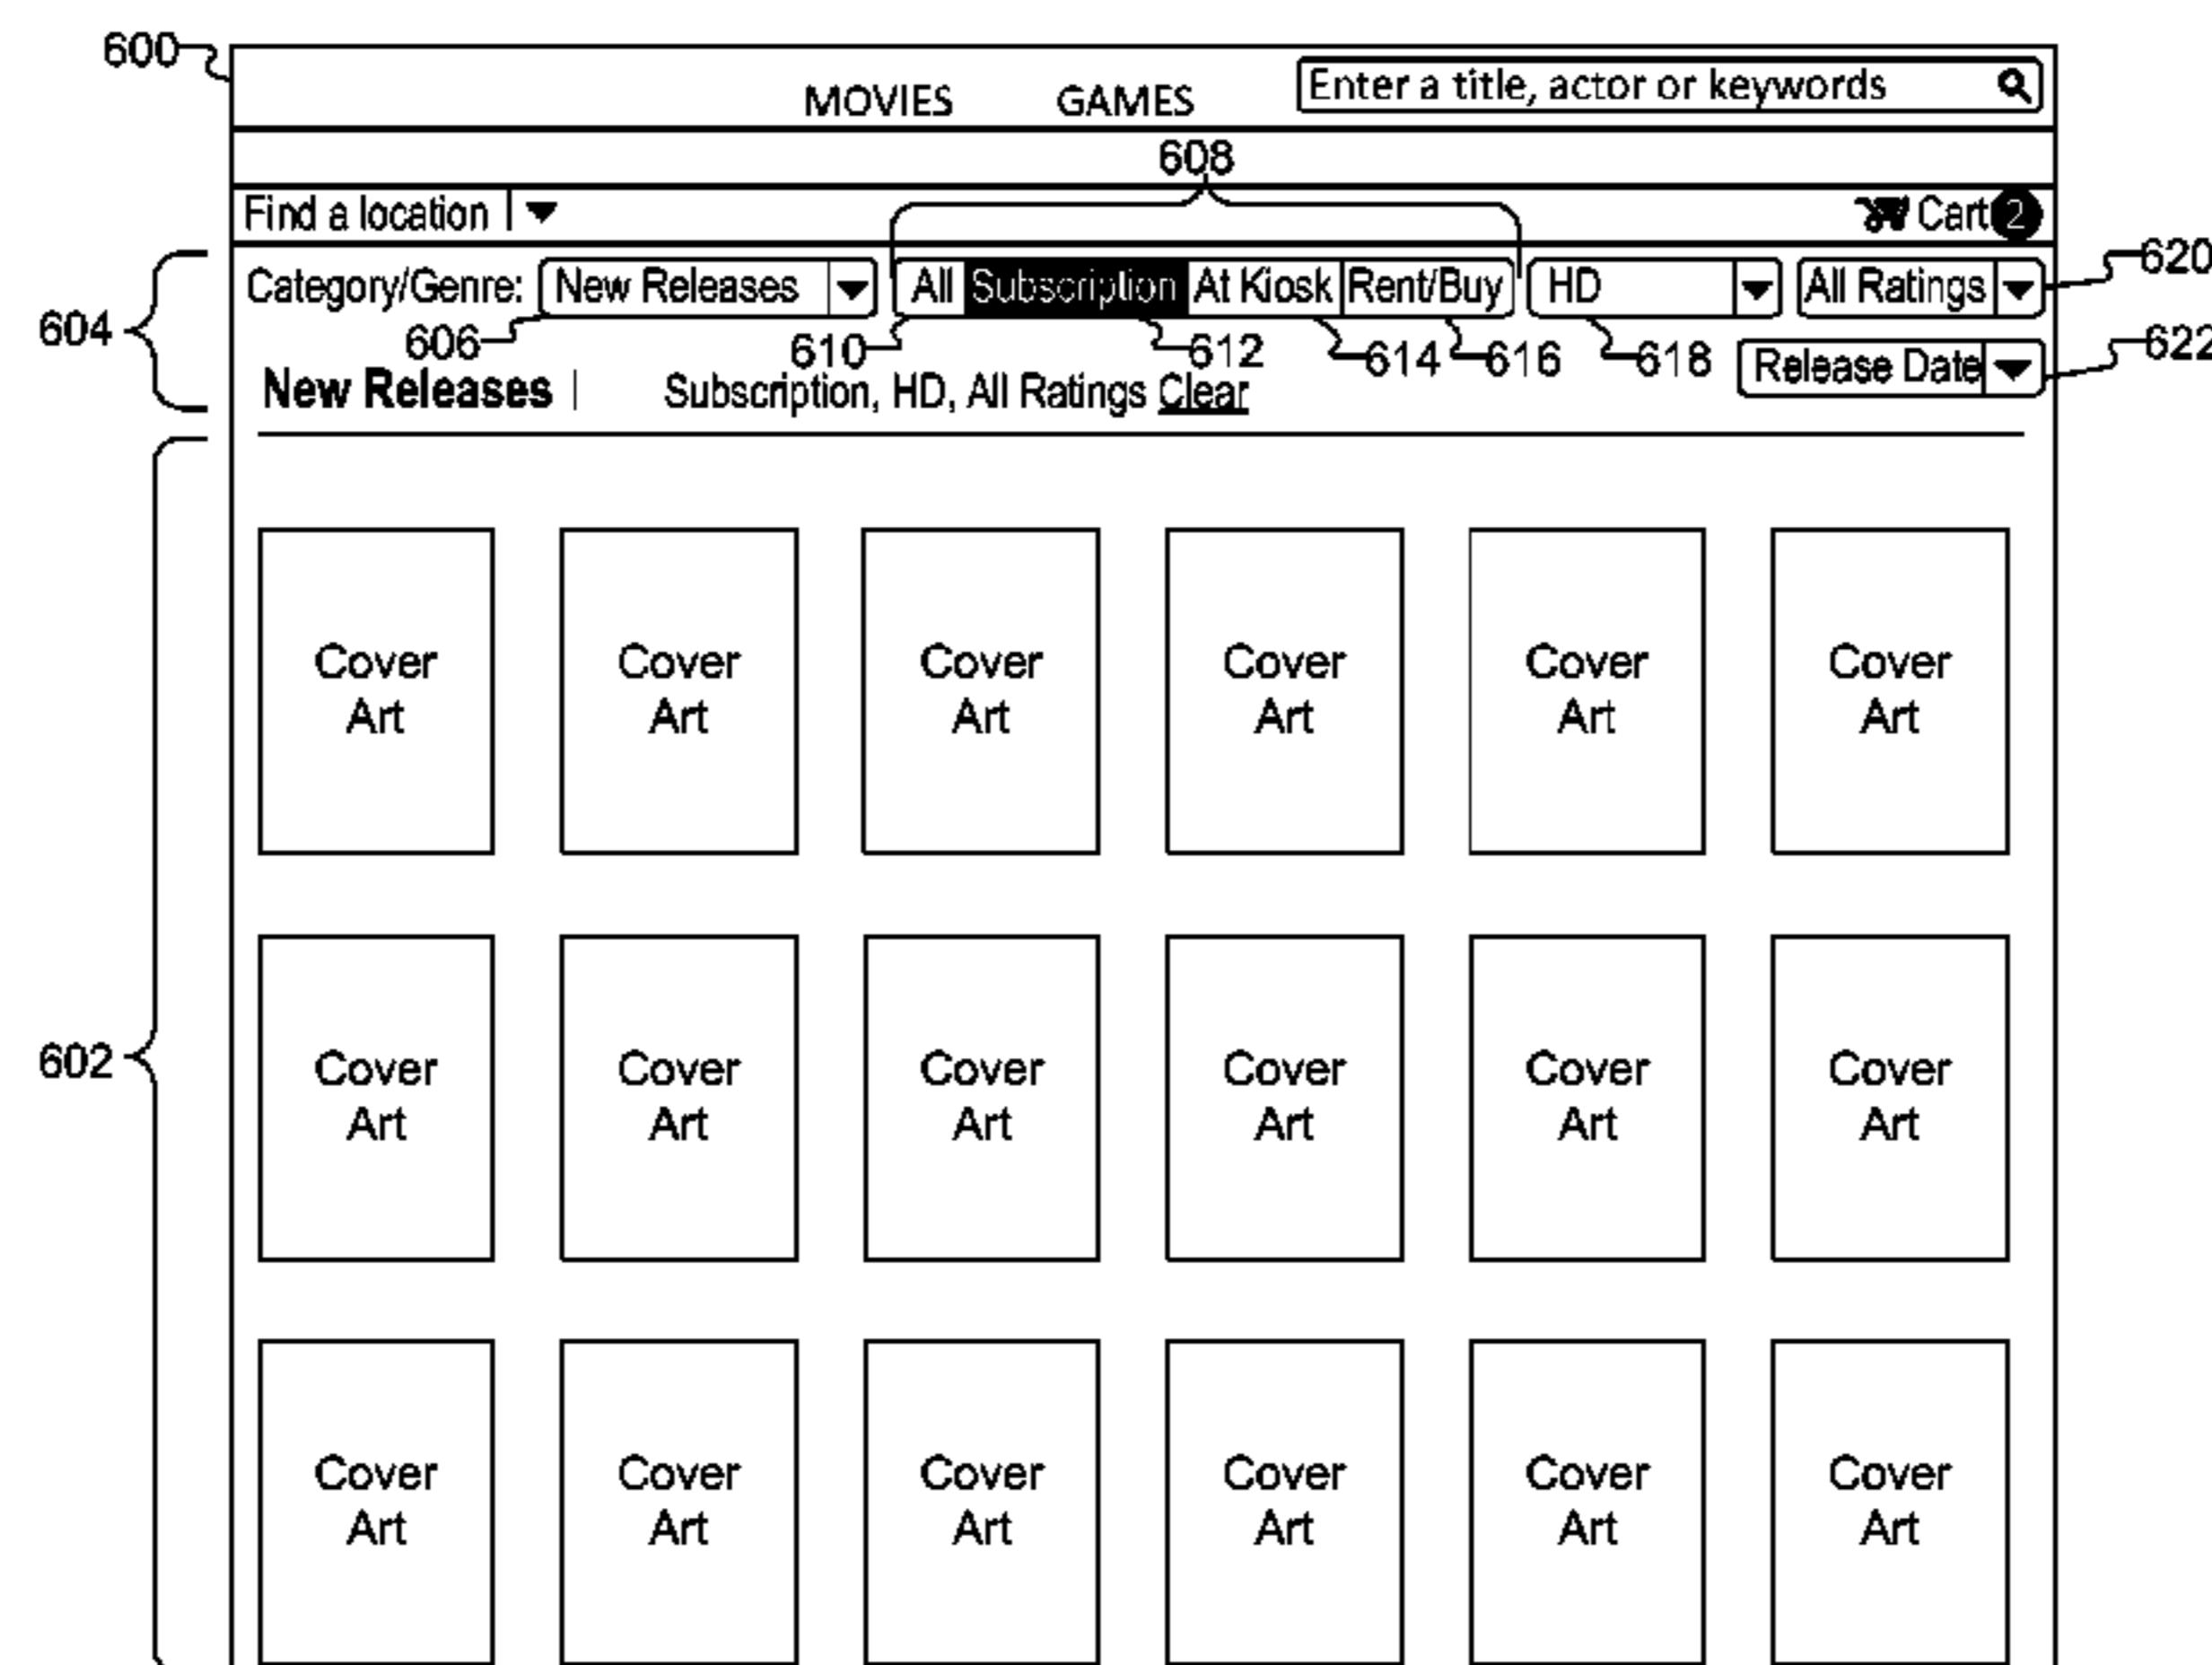 600
MOVIES GAMES Enter a title, actor or keywords
608
Find a location Cart 2
Category/Genre: New Releases All Subscription At Kiosk Rent/Buy HD All Ratings 620
604 606 610 612 614 616 618 Release Date 622
New Releases | Subscription, HD, All Ratings Clear
Cover Cover Cover Cover Cover Cover
Art Art Art Art Art Art
602
Cover Cover Cover Cover Cover Cover
Art Art Art Art Art Art
Cover Cover Cover Cover Cover Cover
Art Art Art Art Art Art